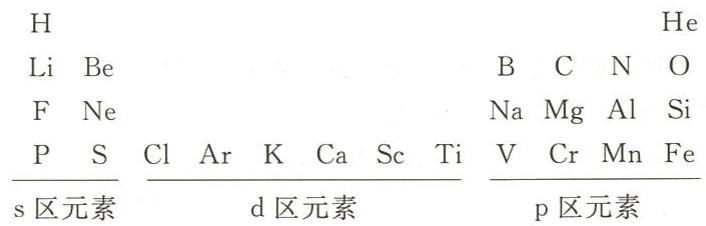 H He
Li Be B C N O
F Ne Na Mg Al Si
P S Cl Ar K Ca Sc Ti V Cr Mn Fe
s 区元素 d 区元素 p 区元素